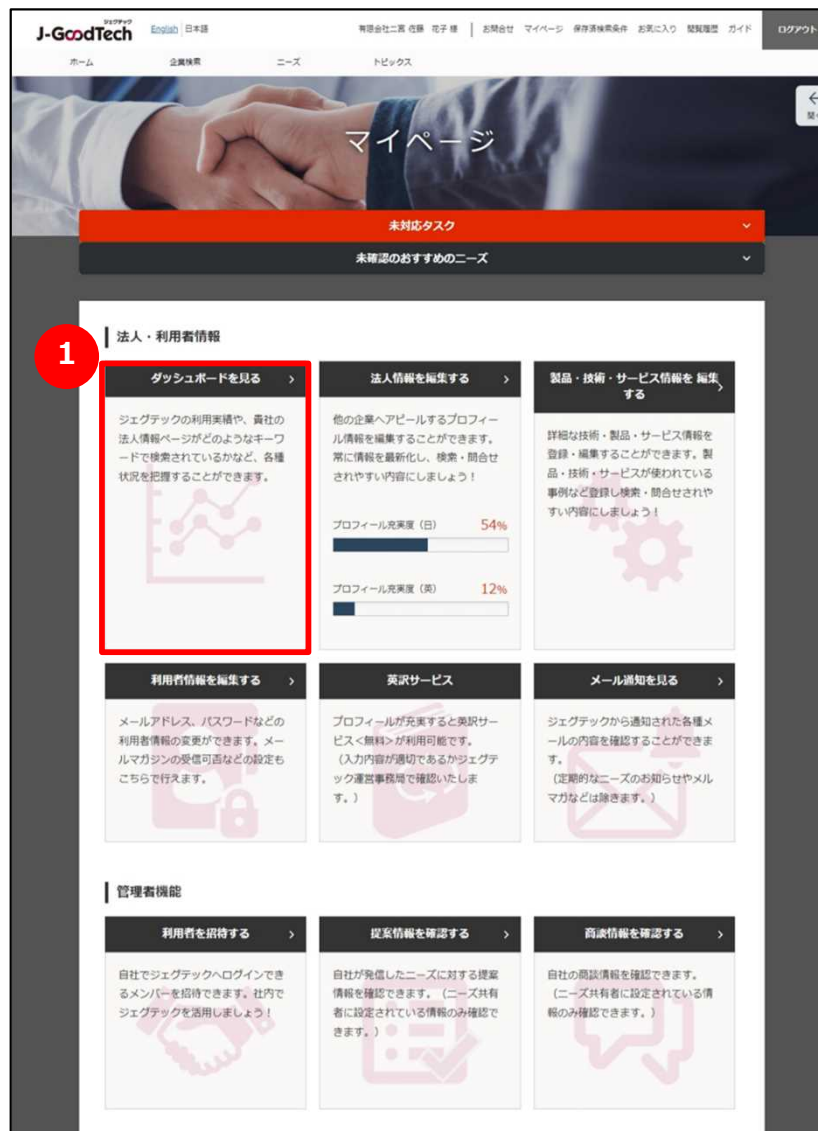 ジェグテック
J-GoodTech
English 日本語
有限会社二宮 佐藤 花子 様
お問合せ マイページ 保存済検索条件 お気に入り 閲覧履歴 ガイド
ログアウト
ホーム 企業検索 ニーズ トピックス
マイページ
未対応タスク
未確認のおすすめのニーズ
法人・利用者情報
1
ダッシュボードを見る
ジェグテックの利用実績や、貴社の
法人情報ページがどのようなキーワ
ードで検索されているかなど、各種
状況を把握することができます。
法人情報を編集する
他の企業へアピールするプロフィー
ル情報を編集することができます。
常に情報を最新化し、検索・問合せ
されやすい内容にしましょう!
プロフィール充実度(日) 54%
プロフィール充実度(英) 12%
製品・技術・サービス情報を 編集
する
詳細な技術・製品・サービス情報を
登録・編集することができます。製
品・技術・サービスが使われている
事例など登録し検索・問合せされや
すい内容にしましょう!
利用者情報を編集する
メールアドレス、パスワードなどの
利用者情報の変更ができます。メー
ルマガジンの受信可否などの設定も
こちらで行えます。
英訳サービス
プロフィールが充実すると英訳サー
ビス<無料>が利用可能です。
(入力内容が適切であるかジェグテ
ック運営事務局で確認いたしま
す。)
メール通知を見る
ジェグテックから通知された各種メ
ールの内容を確認することができま
す。
(定期的なニーズのお知らせやメル
マガなどは除きます。)
管理者機能
利用者を招待する
自社でジェグテックへログインでき
るメンバーを招待できます。社内で
ジェグテックを活用しましょう!
提案情報を確認する
自社が発信したニーズに対する提案
情報を確認できます。(ニーズ共有
者に設定されている情報のみ確認で
きます。)
商談情報を確認する
自社の商談情報を確認できます。
(ニーズ共有者に設定されている情
報のみ確認できます。)